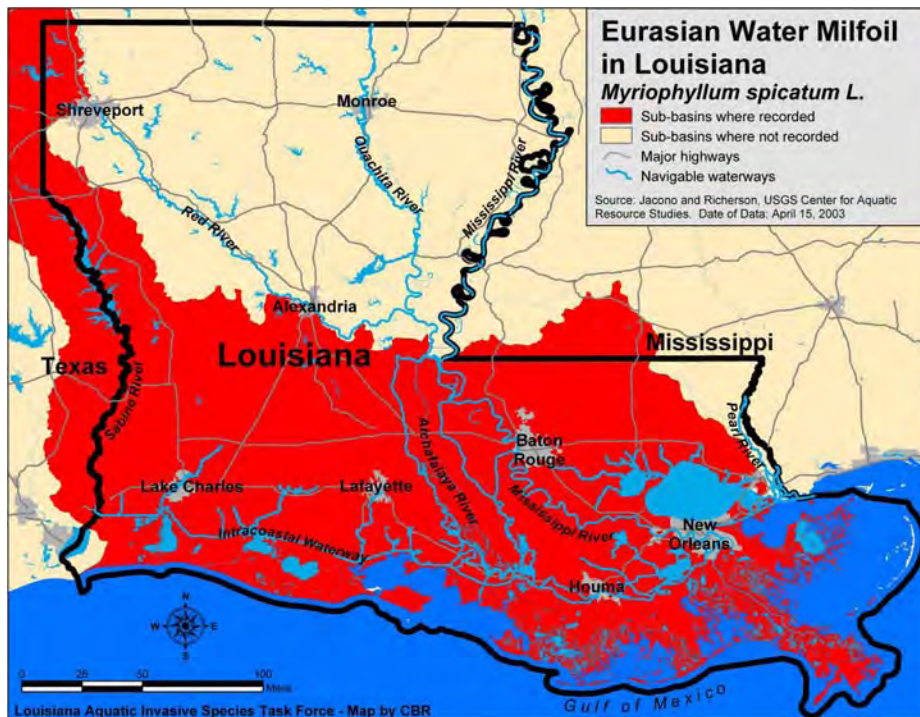 Eurasian Water Milfoil
in Louisiana
Myriophyllum spicatum L.
Sub-basins where recorded
Sub-basins where not recorded
Major highways
Navigable waterways
Source: Jacono and Richerson, USGS Center for Aquatic
Resource Studies. Date of Data: April 15, 2003
Shreveport
Monroe
Ouachita River
Mississippi River
Red River
Alexandria
Louisiana
Mississippi
Texas
Sabine River
Archafalaya River
Pearl River
Baton
Rouge
Lake Charles
Lafayette
Mississippi River
New
Orleans
Intracoastal Waterway
Houma
N
W E
S
0 25 50 100
Miles
Gulf of Mexico
Louisiana Aquatic Invasive Species Task Force - Map by CBR